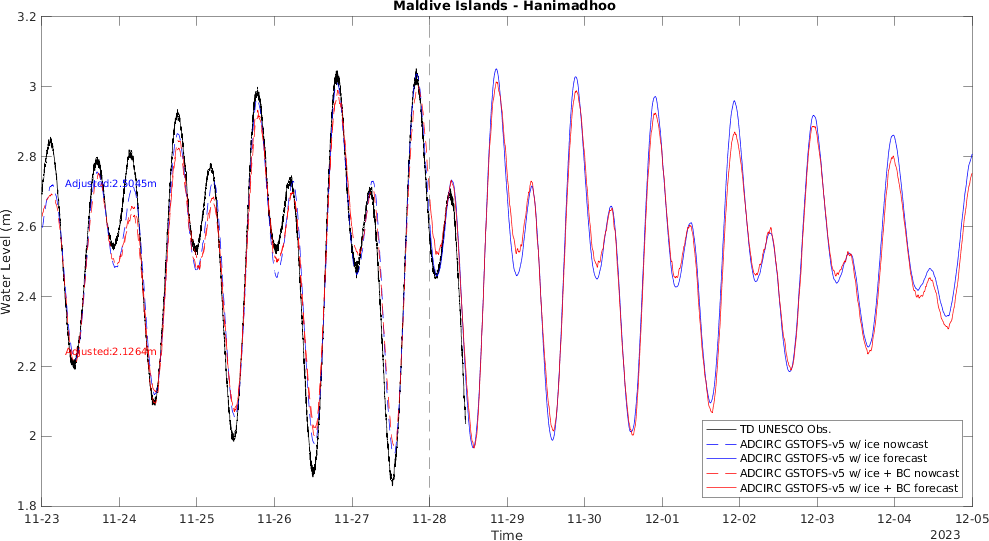 Maldive Islands - Hanimadhoo
Water Level (m)
3.2
3
2.8
2.6
2.4
2.2
2
1.8
Adjusted:2.5045m
Adjusted:2.1264m
TD UNESCO Obs.
ADCIRC GSTOFS-v5 w/ ice nowcast
ADCIRC GSTOFS-v5 w/ ice forecast
ADCIRC GSTOFS-v5 w/ ice + BC nowcast
ADCIRC GSTOFS-v5 w/ ice + BC forecast
11-23 11-24 11-25 11-26 11-27 11-28 11-29 11-30 12-01 12-02 12-03 12-04 12-05
Time
2023